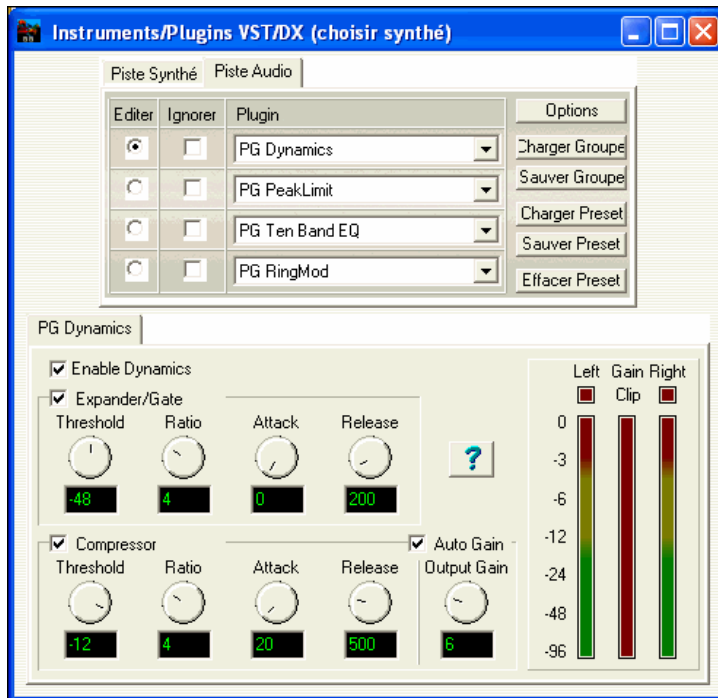 Instruments/Plugins VST/DX (choisir synthé)
Piste Synthé Piste Audio
Editer Ignorer Plugin Options
PG Dynamics Charger Groupe
PG PeakLimit Sauver Groupe
Charger Preset
PG Ten Band EQ Sauver Preset
PG RingMod Effacer Preset
PG Dynamics
Enable Dynamics
Left Gain Right
Expander/Gate Clip
Threshold Ratio Attack Release
0
-3
?
-48 4 0 200
-6
-12
Compressor Auto Gain
Threshold Ratio Attack Release Output Gain
-24
-48
-12 4 20 500 6
-96